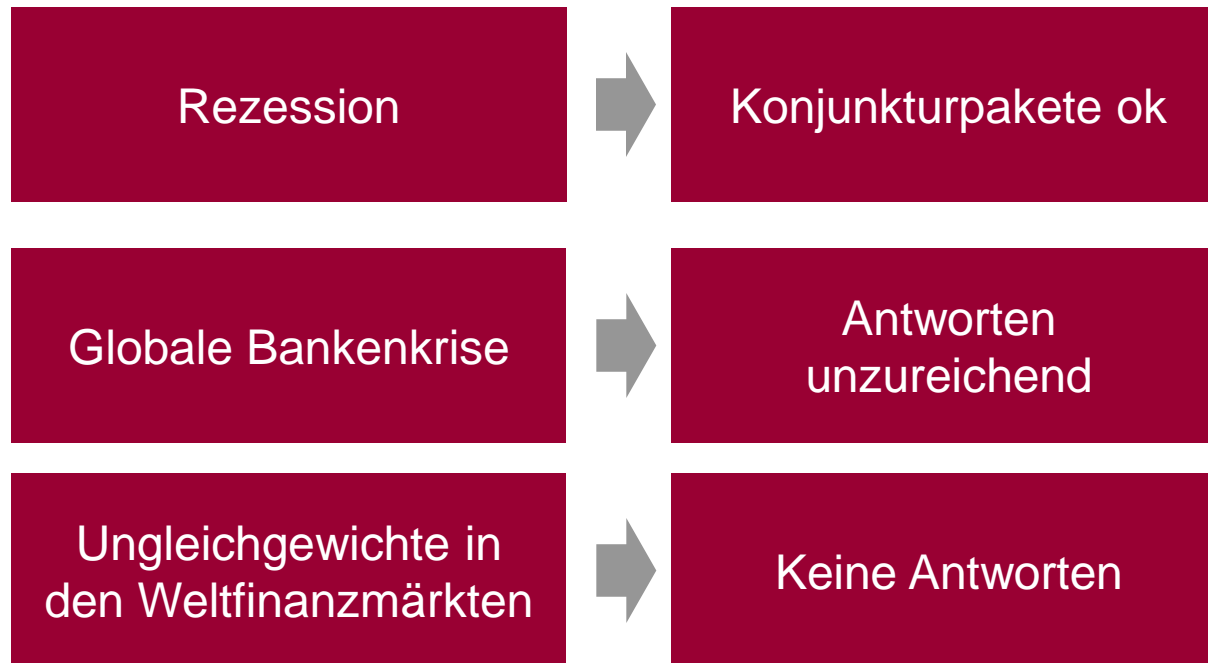 Rezession
Konjunkturpakete ok
Globale Bankenkrise
Antworten
unzureichend
Ungleichgewichte in
den Weltfinanzmärkten
Keine Antworten